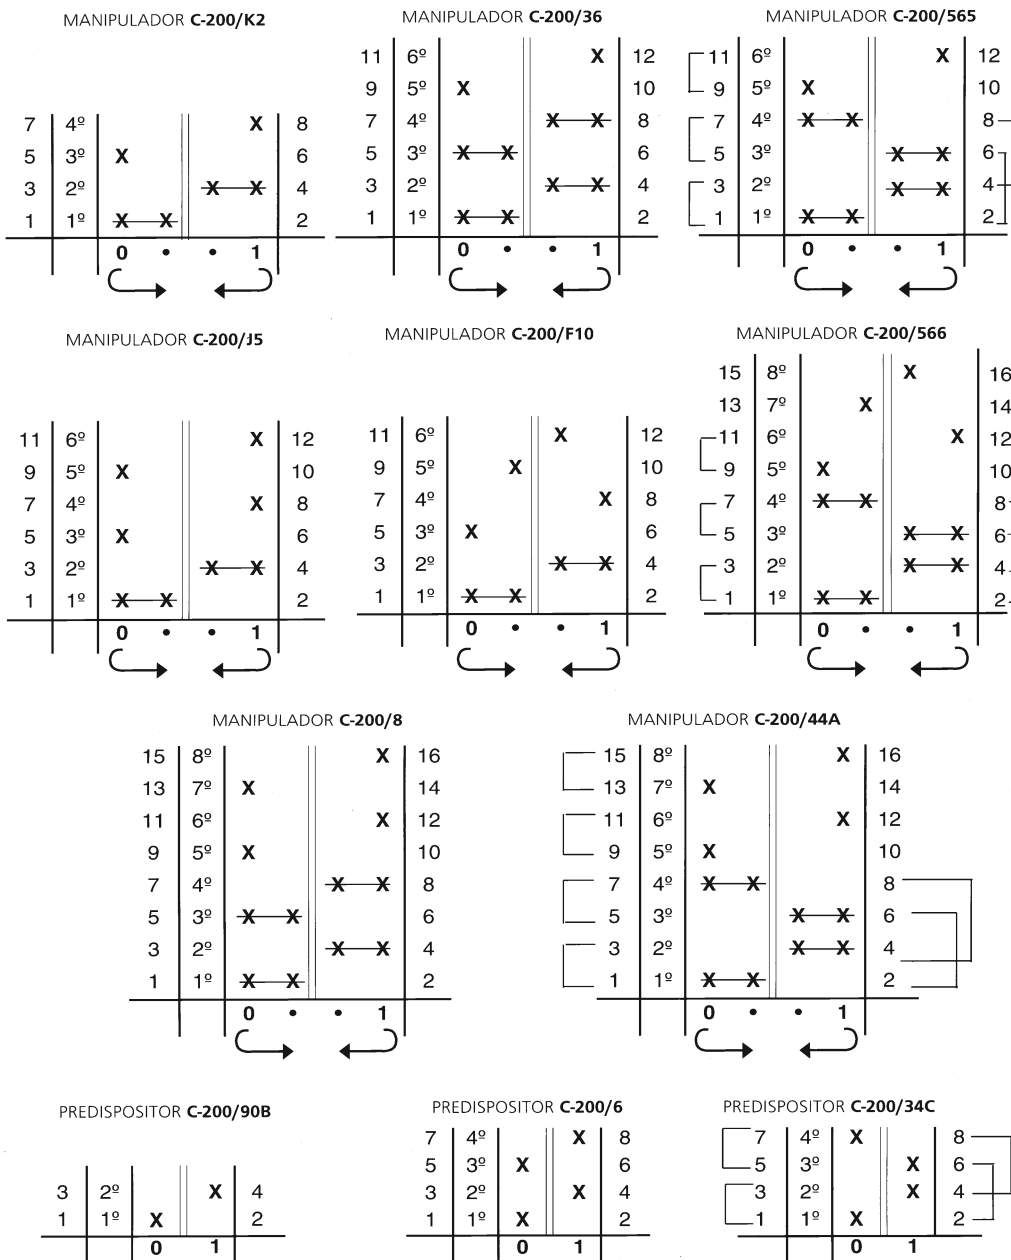 MANIPULADOR C-200/K2
7 4º X 8
5 3º X 6
3 2º X X 4
1 1º X X 2
0 • • 1
MANIPULADOR C-200/36
11 6º X 12
9 5º X 10
7 4º X X 8
5 3º X X 6
3 2º X X 4
1 1º X X 2
0 • • 1
MANIPULADOR C-200/565
11 6º X 12
9 5º X 10
7 4º X X 8
5 3º X X 6
3 2º X X 4
1 1º X X 2
0 • • 1
MANIPULADOR C-200/J5
11 6º X 12
9 5º X 10
7 4º X 8
5 3º X 6
3 2º X X 4
1 1º X X 2
0 • • 1
MANIPULADOR C-200/F10
11 6º X 12
9 5º X 10
7 4º X 8
5 3º X 6
3 2º X X 4
1 1º X X 2
0 • • 1
MANIPULADOR C-200/566
15 8º X 16
13 7º X 14
11 6º X 12
9 5º X 10
7 4º X X 8
5 3º X X 6
3 2º X X 4
1 1º X X 2
0 • • 1
MANIPULADOR C-200/8
15 8º X 16
13 7º X 14
11 6º X 12
9 5º X 10
7 4º X X 8
5 3º X X 6
3 2º X X 4
1 1º X X 2
0 • • 1
MANIPULADOR C-200/44A
15 8º X 16
13 7º X 14
11 6º X 12
9 5º X 10
7 4º X X 8
5 3º X X 6
3 2º X X 4
1 1º X X 2
0 • • 1
PREDISPOSITOR C-200/90B
3 2º X 4
1 1º X 2
0 1
PREDISPOSITOR C-200/6
7 4º X 8
5 3º X 6
3 2º X 4
1 1º X 2
0 1
PREDISPOSITOR C-200/34C
7 4º X 8
5 3º X 6
3 2º X 4
1 1º X 2
0 1